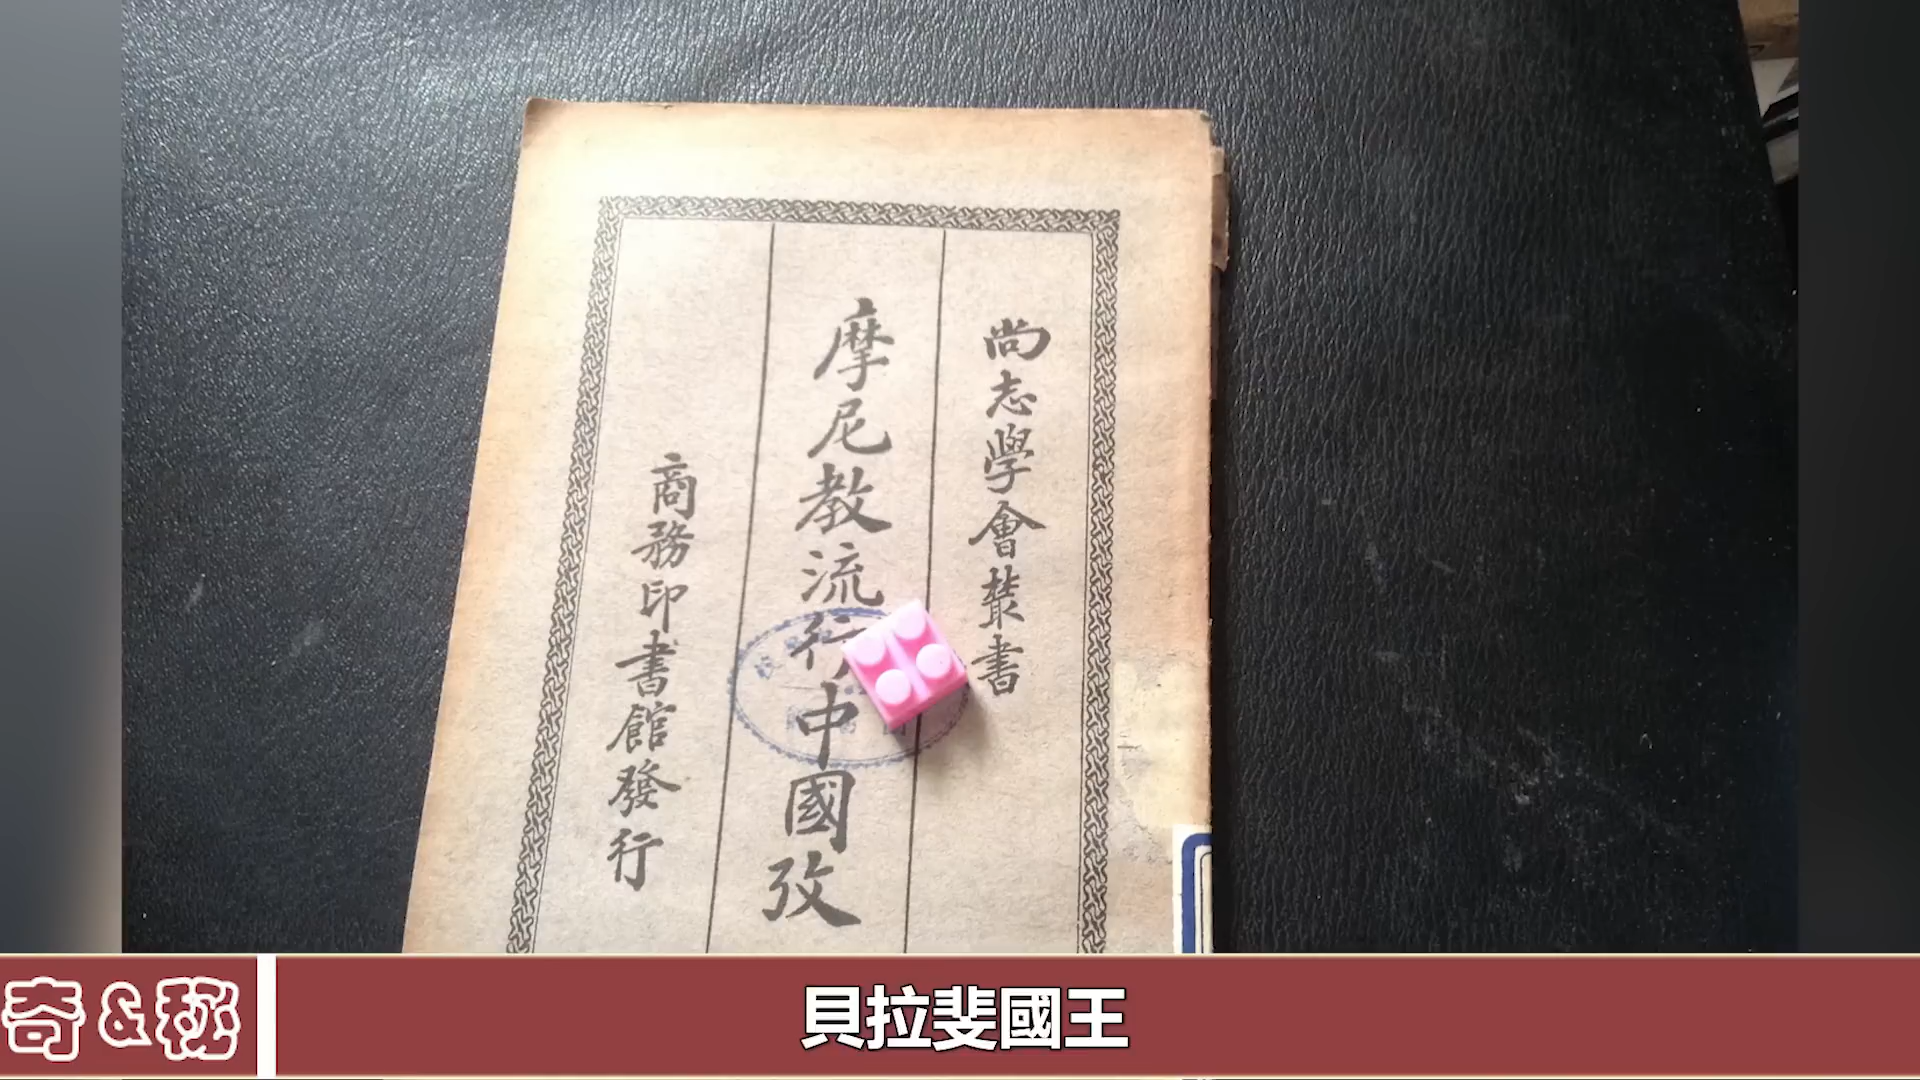 尚志學會叢書
摩尼教流行中國攷
商務印書館發行
奇&秘
貝拉斐國王